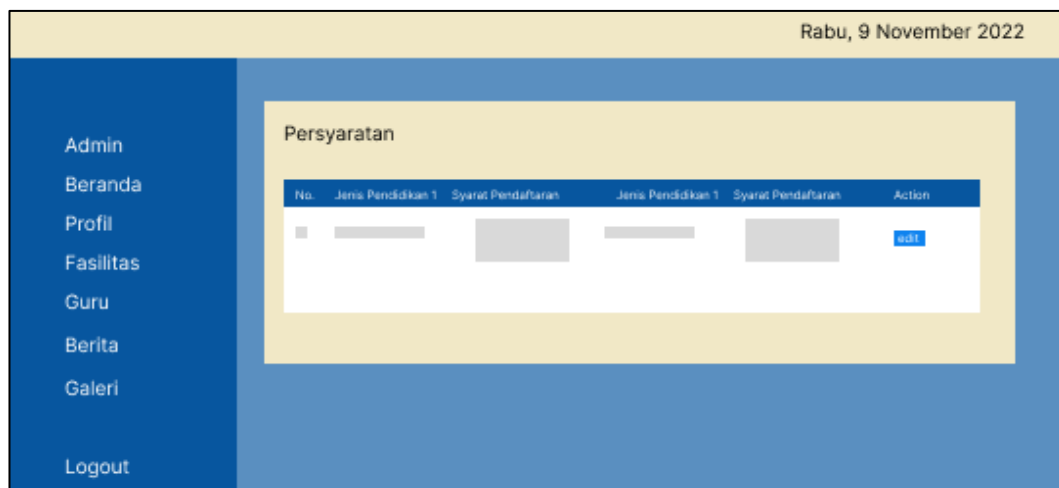 Rabu, 9 November 2022
Admin
Beranda
Profil
Fasilitas
Guru
Berita
Galeri
Logout
Persyaratan
No. Jenis Pendidikan 1 Syarat Pendaftaran Jenis Pendidikan 1 Syarat Pendaftaran Action
edit